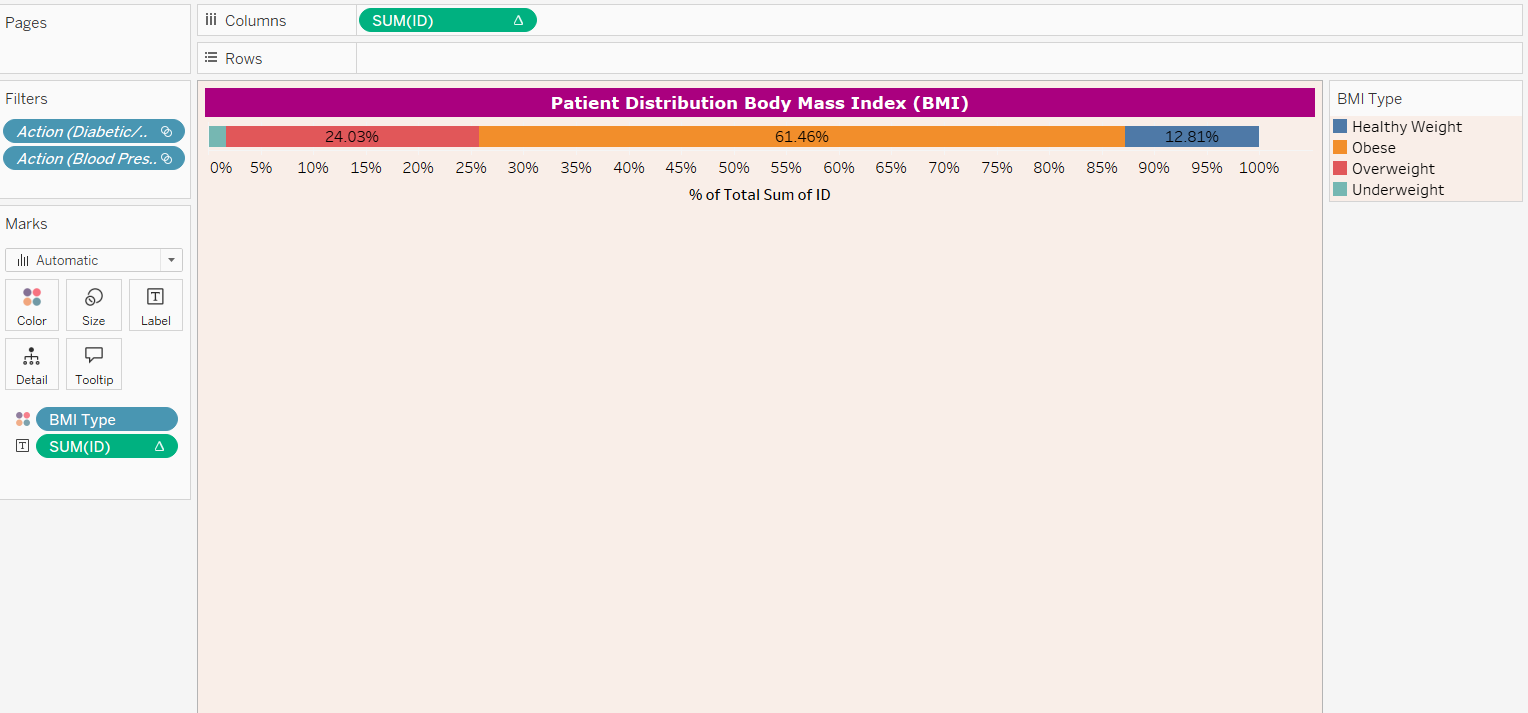 Pages
Columns
SUM(ID)
Rows
Filters
Action (Diabetic/..
Action (Blood Pres..
Marks
Automatic
Color
Size
Label
Detail
Tooltip
BMI Type
SUM(ID)
Patient Distribution Body Mass Index (BMI)
24.03% 61.46% 12.81%
0% 5% 10% 15% 20% 25% 30% 35% 40% 45% 50% 55% 60% 65% 70% 75% 80% 85% 90% 95% 100%
% of Total Sum of ID
BMI Type
Healthy Weight
Obese
Overweight
Underweight